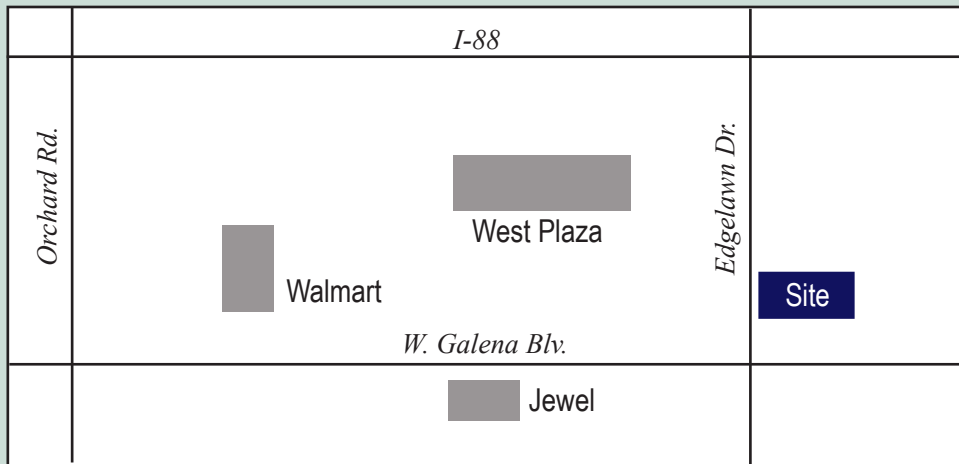 I-88
Orchard Rd.
Edgelawn Dr.
West Plaza
Walmart
Site
W. Galena Blv.
Jewel